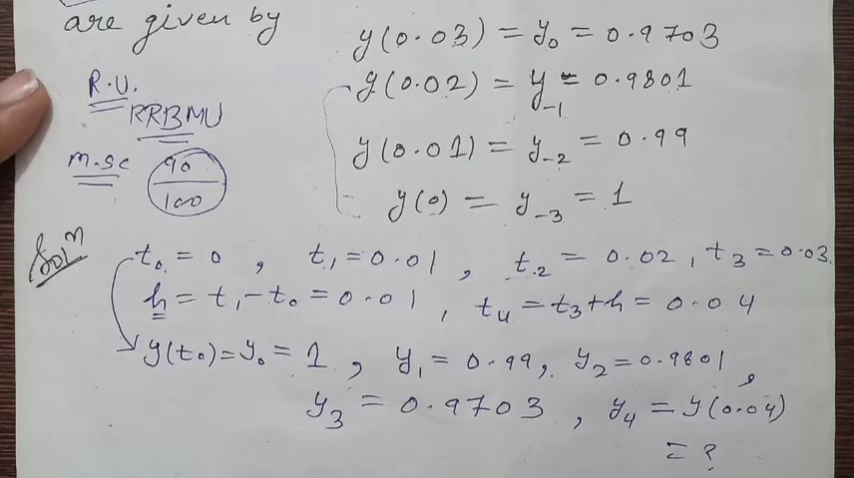 are given by
y(0.03) = y₀ = 0.9703
y(0.02) = y₋₁ = 0.9801
y(0.01) = y₋₂ = 0.99
y(0) = y₋₃ = 1
R.U.
RRBMU
M.Sc
90
100
Solⁿ
t₀ = 0 , t₁ = 0.01 , t₂ = 0.02 , t₃ = 0.03
h = t₁ - t₀ = 0.01 , t₄ = t₃ + h = 0.04
y(t₀) = y₀ = 1 , y₁ = 0.99, y₂ = 0.9801 ,
y₃ = 0.9703 , y₄ = y(0.04)
= ?